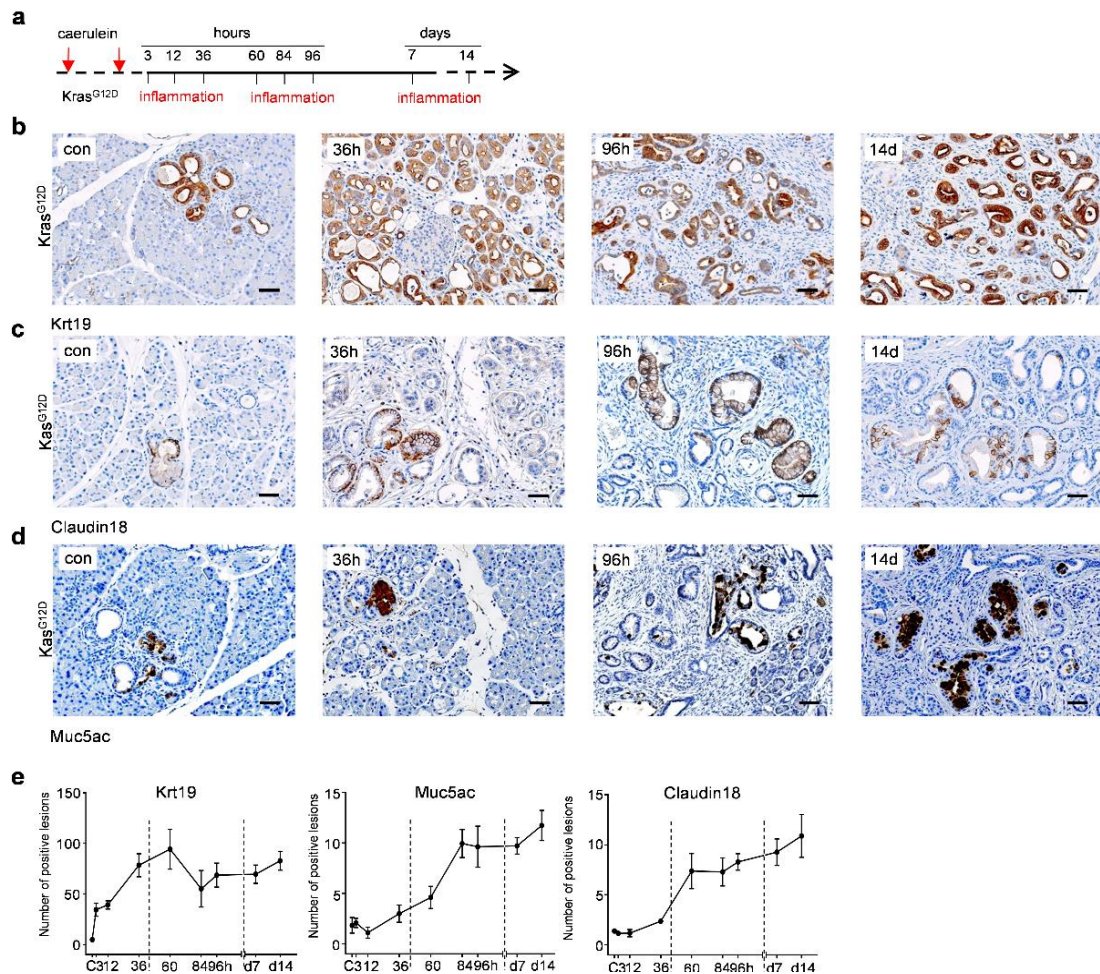 a
caerulein
hours
days
3 12 36 60 84 96 7 14
KrasG12D
inflammation inflammation inflammation
b
con 36h 96h 14d
KrasG12D
Krt19
c
con 36h 96h 14d
KasG12D
Claudin18
d
con 36h 96h 14d
KasG12D
Muc5ac
e
Krt19
Number of positive lesions
150
100
50
0
C312 36 60 8496h d7 d14
Muc5ac
Number of positive lesions
15
10
5
0
C312 36 60 8496h d7 d14
Claudin18
Number of positive lesions
15
10
5
0
C312 36 60 8496h d7 d14